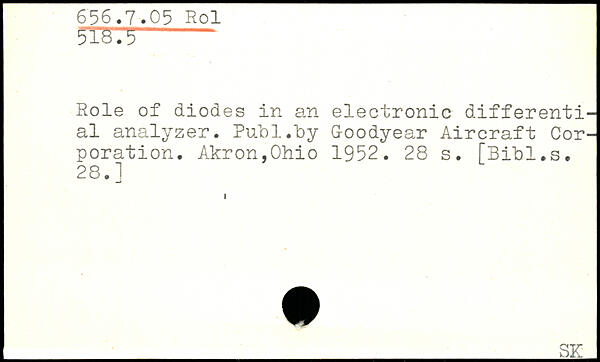 656.7.05 Rol
518.5
Role of diodes in an electronic differenti-
al analyzer. Publ.by Goodyear Aircraft Cor-
poration. Akron,Ohio 1952. 28 s. [Bibl.s.
28.]
SK